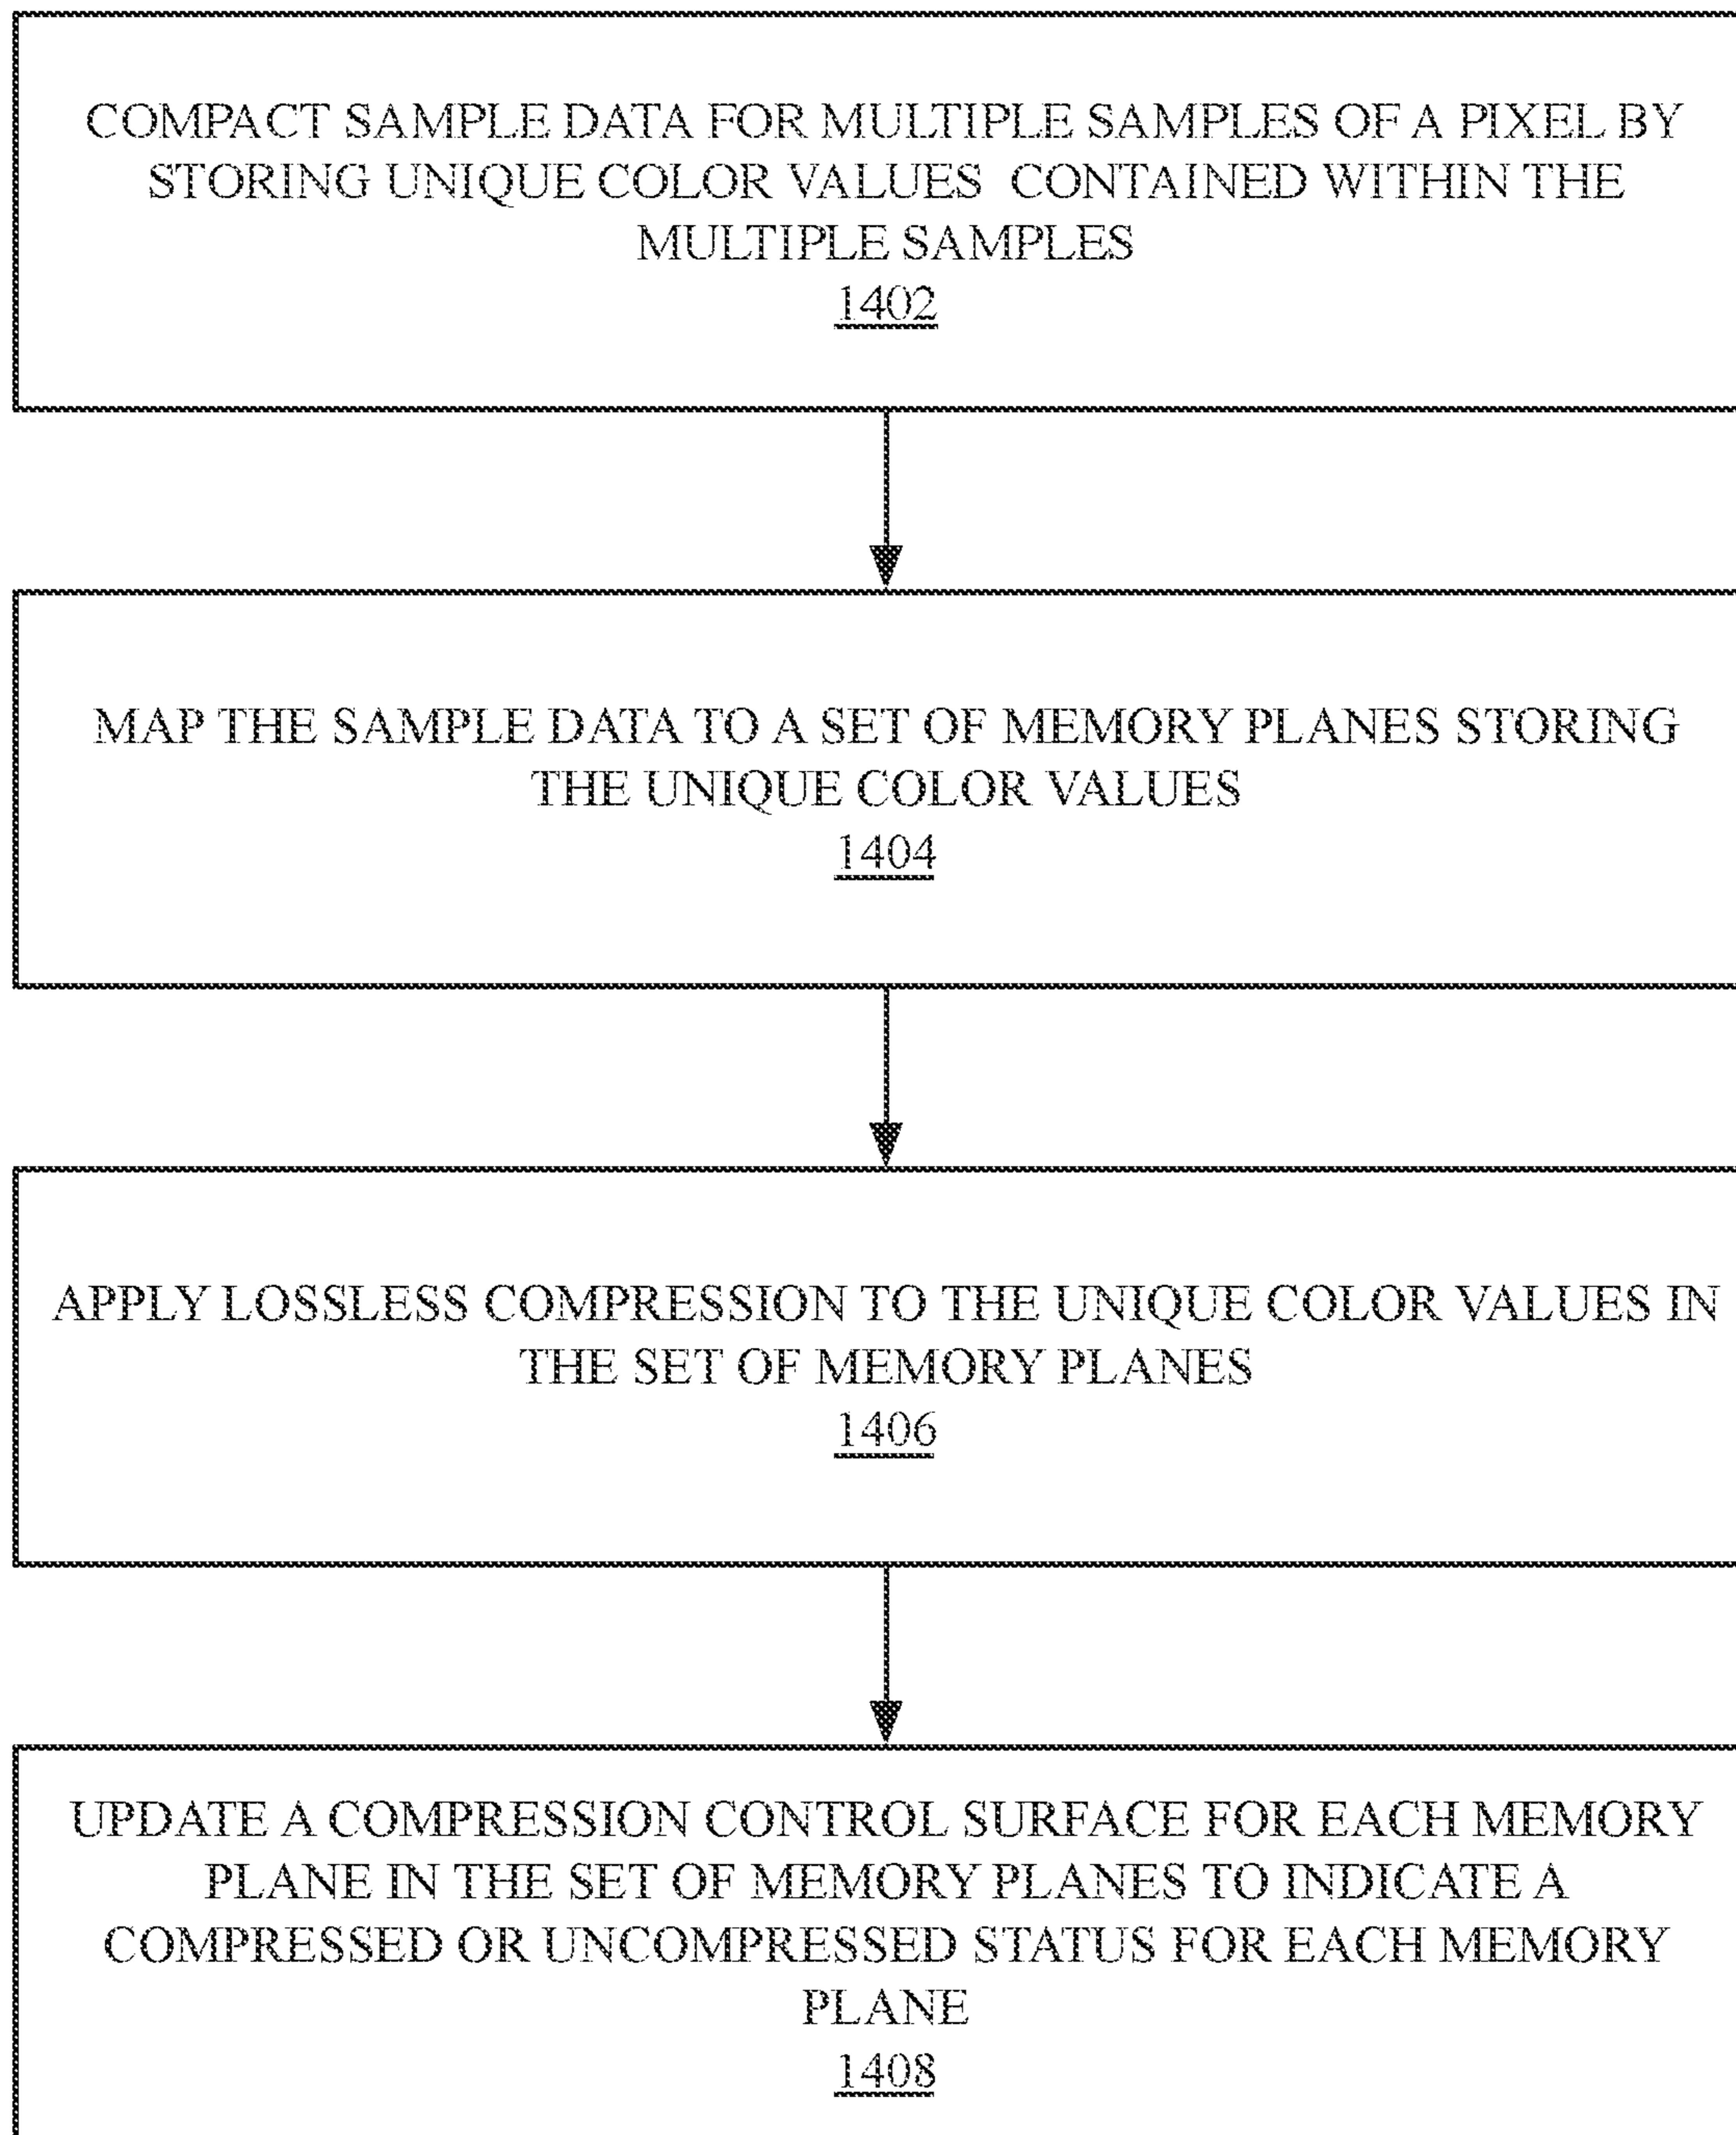 COMPACT SAMPLE DATA FOR MULTIPLE SAMPLES OF A PIXEL BY
STORING UNIQUE COLOR VALUES CONTAINED WITHIN THE
MULTIPLE SAMPLES
1402
MAP THE SAMPLE DATA TO A SET OF MEMORY PLANES STORING
THE UNIQUE COLOR VALUES
1404
APPLY LOSSLESS COMPRESSION TO THE UNIQUE COLOR VALUES IN
THE SET OF MEMORY PLANES
1406
UPDATE A COMPRESSION CONTROL SURFACE FOR EACH MEMORY
PLANE IN THE SET OF MEMORY PLANES TO INDICATE A
COMPRESSED OR UNCOMPRESSED STATUS FOR EACH MEMORY
PLANE
1408